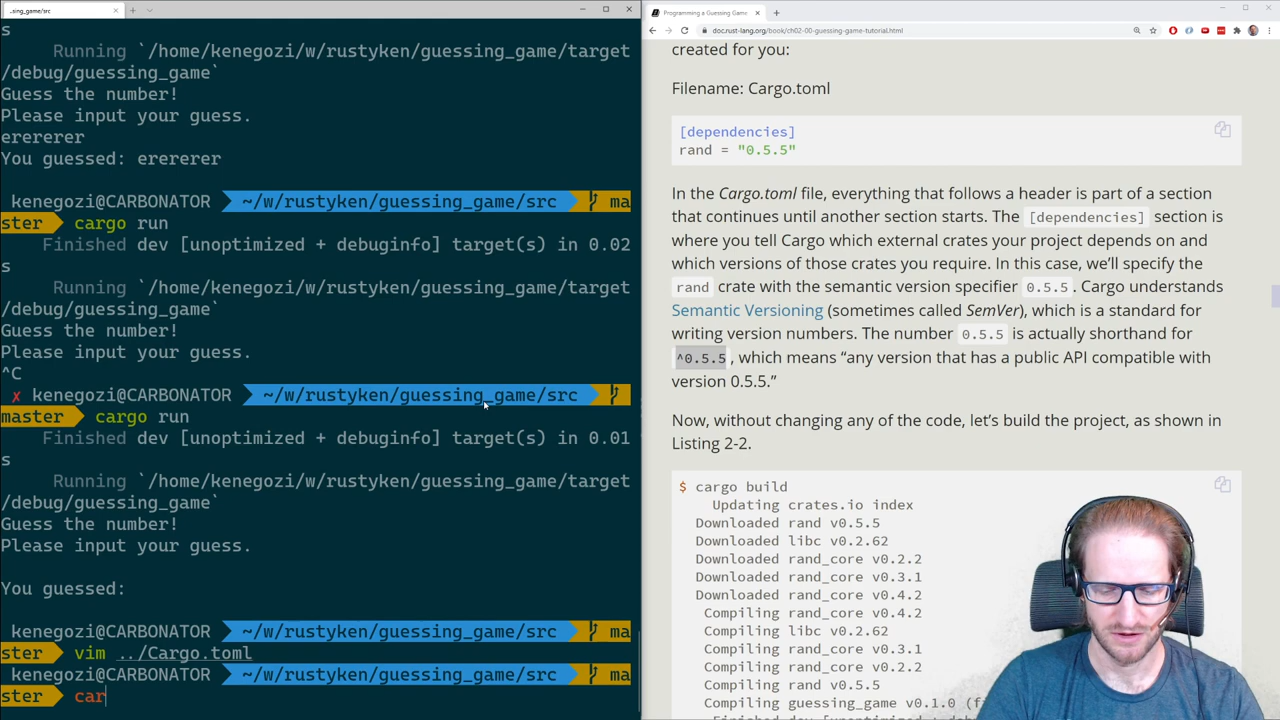 ..sing_game/src
s
Running `/home/kenegozi/w/rustyken/guessing_game/target
/debug/guessing_game`
Guess the number!
Please input your guess.
erererer
You guessed: erererer
kenegozi@CARBONATOR ~/w/rustyken/guessing_game/src ma
ster cargo run
Finished dev [unoptimized + debuginfo] target(s) in 0.02
s
Running `/home/kenegozi/w/rustyken/guessing_game/target
/debug/guessing_game`
Guess the number!
Please input your guess.
^C
✗ kenegozi@CARBONATOR ~/w/rustyken/guessing_game/src
master cargo run
Finished dev [unoptimized + debuginfo] target(s) in 0.01
s
Running `/home/kenegozi/w/rustyken/guessing_game/target
/debug/guessing_game`
Guess the number!
Please input your guess.
You guessed:
kenegozi@CARBONATOR ~/w/rustyken/guessing_game/src ma
ster vim ../Cargo.toml
kenegozi@CARBONATOR ~/w/rustyken/guessing_game/src ma
ster car
Programming a Guessing Game
doc.rust-lang.org/book/ch02-00-guessing-game-tutorial.html
created for you:
Filename: Cargo.toml
[dependencies]
rand = "0.5.5"
In the Cargo.toml file, everything that follows a header is part of a section
that continues until another section starts. The [dependencies] section is
where you tell Cargo which external crates your project depends on and
which versions of those crates you require. In this case, we’ll specify the
rand crate with the semantic version specifier 0.5.5. Cargo understands
Semantic Versioning (sometimes called SemVer), which is a standard for
writing version numbers. The number 0.5.5 is actually shorthand for
^0.5.5, which means “any version that has a public API compatible with
version 0.5.5.”
Now, without changing any of the code, let’s build the project, as shown in
Listing 2-2.
$ cargo build
Updating crates.io index
Downloaded rand v0.5.5
Downloaded libc v0.2.62
Downloaded rand_core v0.2.2
Downloaded rand_core v0.3.1
Downloaded rand_core v0.4.2
Compiling rand_core v0.4.2
Compiling libc v0.2.62
Compiling rand_core v0.3.1
Compiling rand_core v0.2.2
Compiling rand v0.5.5
Compiling guessing_game v0.1.0 (f